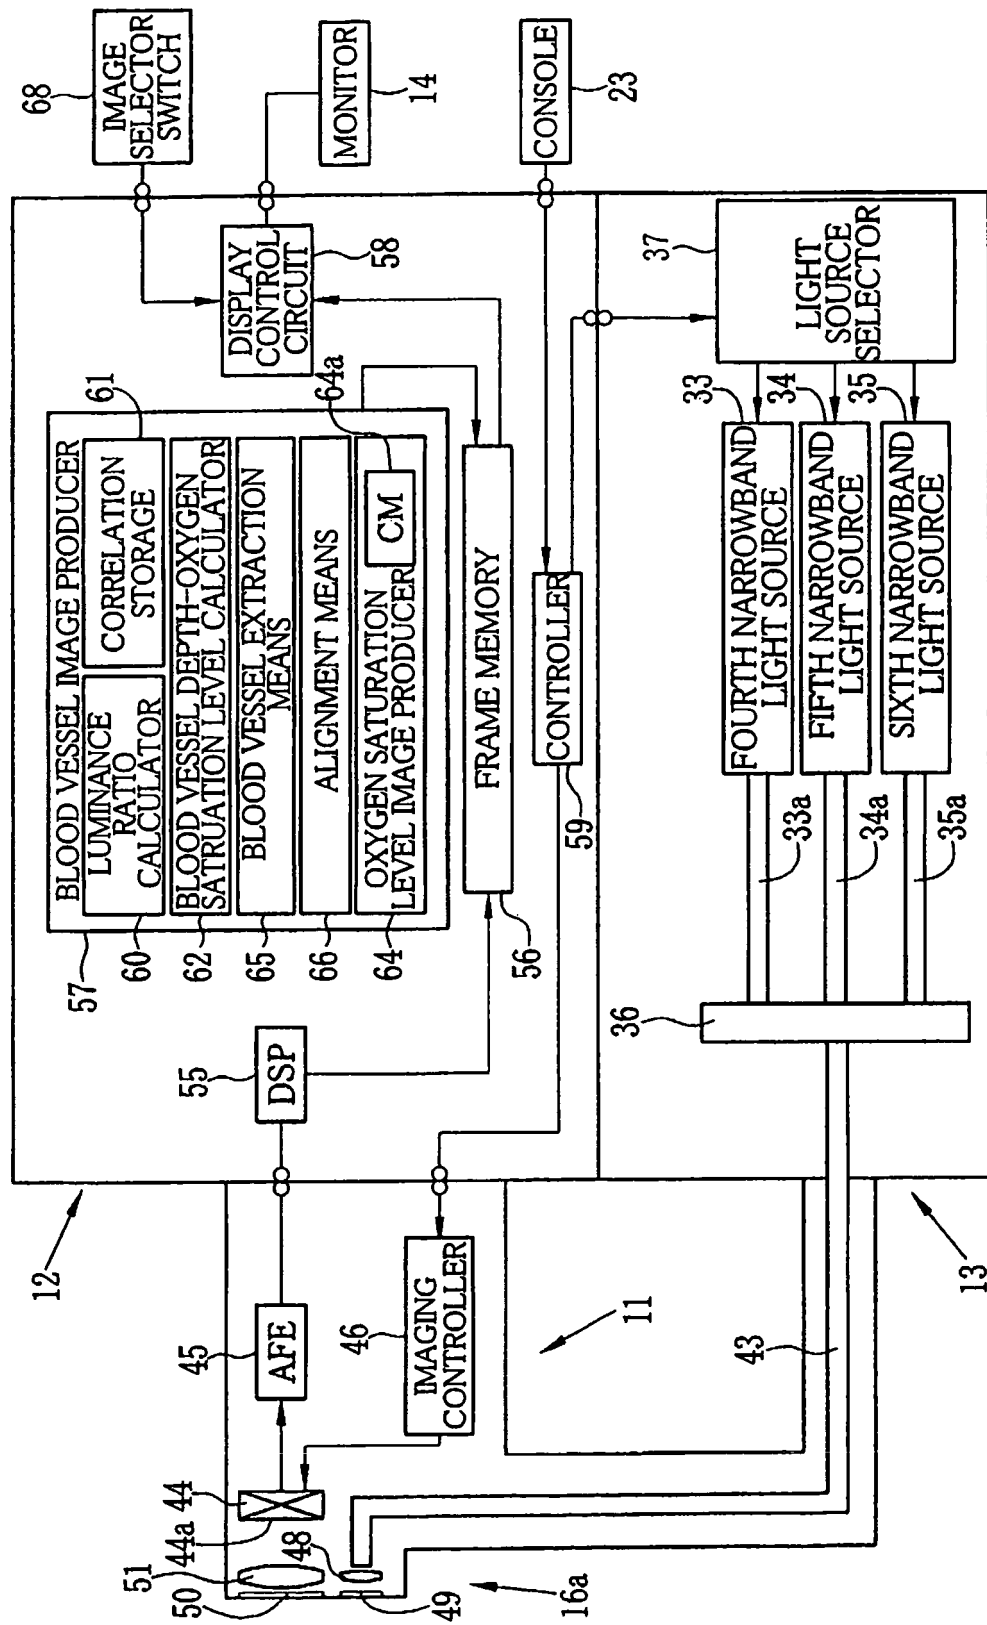 68
IMAGE
SELECTOR
SWITCH
MONITOR
14
CONSOLE
23
DISPLAY
CONTROL
CIRCUIT
58
BLOOD VESSEL IMAGE PRODUCER
57
LUMINANCE
RATIO
CALCULATOR
60
CORRELATION
STORAGE
61
BLOOD VESSEL DEPTH-OXYGEN
SATRUATION LEVEL CALCULATOR
62
BLOOD VESSEL EXTRACTION
MEANS
65
ALIGNMENT MEANS
66
OXYGEN SATURATION
LEVEL IMAGE PRODUCER
64
CM
64a
FRAME MEMORY
56
CONTROLLER
59
55
DSP
12
45
AFE
46
IMAGING
CONTROLLER
44
44a
51
50
48
49
16a
11
37
LIGHT
SOURCE
SELECTOR
33
FOURTH NARROWBAND
LIGHT SOURCE
34
FIFTH NARROWBAND
LIGHT SOURCE
35
SIXTH NARROWBAND
LIGHT SOURCE
33a
34a
35a
36
43
13